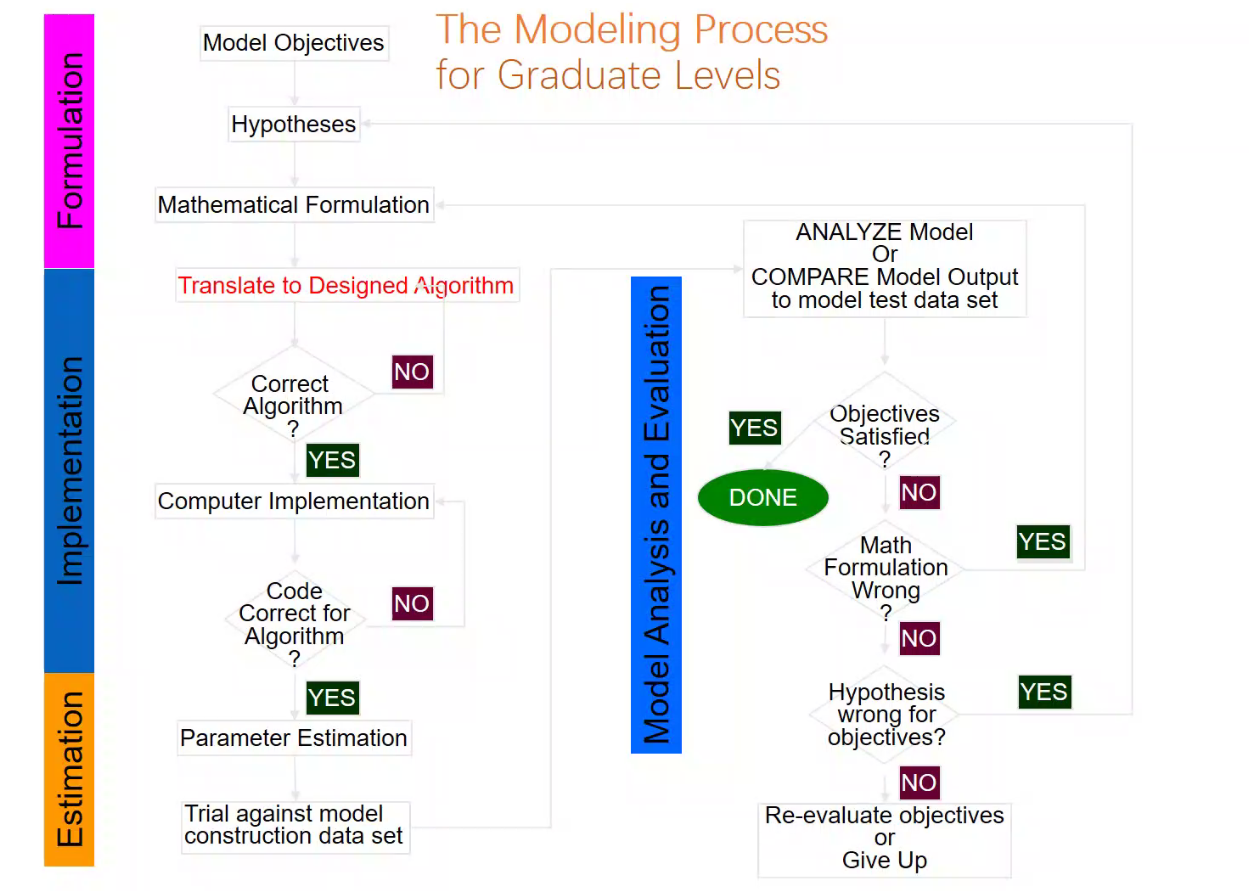 The Modeling Process
for Graduate Levels
Formulation
Model Objectives
Hypotheses
Mathematical Formulation
Implementation
Translate to Designed Algorithm
Correct
Algorithm
?
NO
YES
Computer Implementation
Code
Correct for
Algorithm
?
NO
YES
Estimation
Parameter Estimation
Trial against model
construction data set
Model Analysis and Evaluation
ANALYZE Model
Or
COMPARE Model Output
to model test data set
Objectives
Satisfied
?
YES
DONE
NO
Math
Formulation
Wrong
?
YES
NO
Hypothesis
wrong for
objectives?
YES
NO
Re-evaluate objectives
or
Give Up